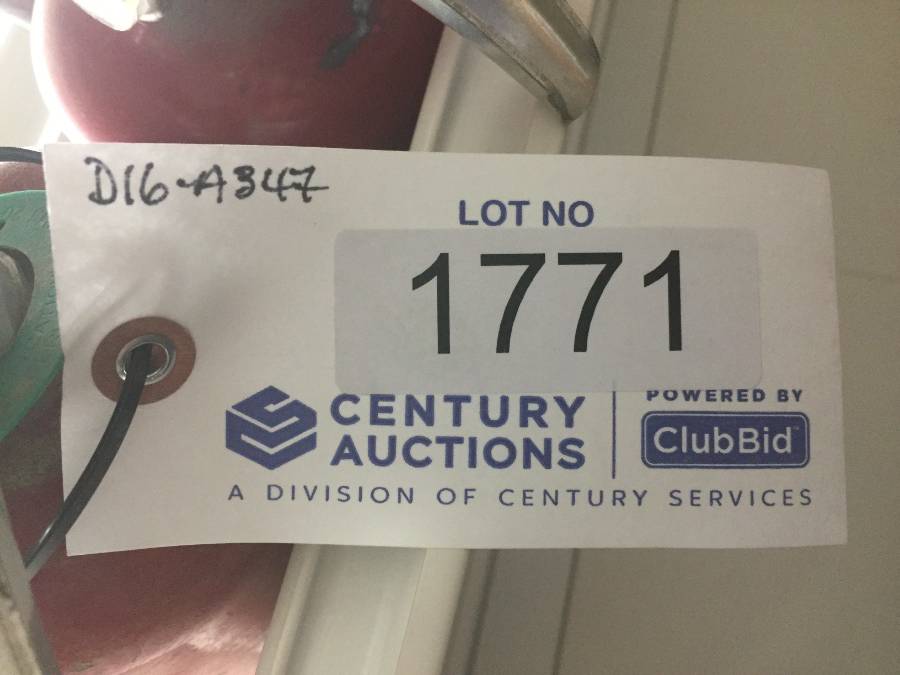 D16-A347
LOT NO
1771
CENTURY
AUCTIONS
POWERED BY
ClubBid
A DIVISION OF CENTURY SERVICES